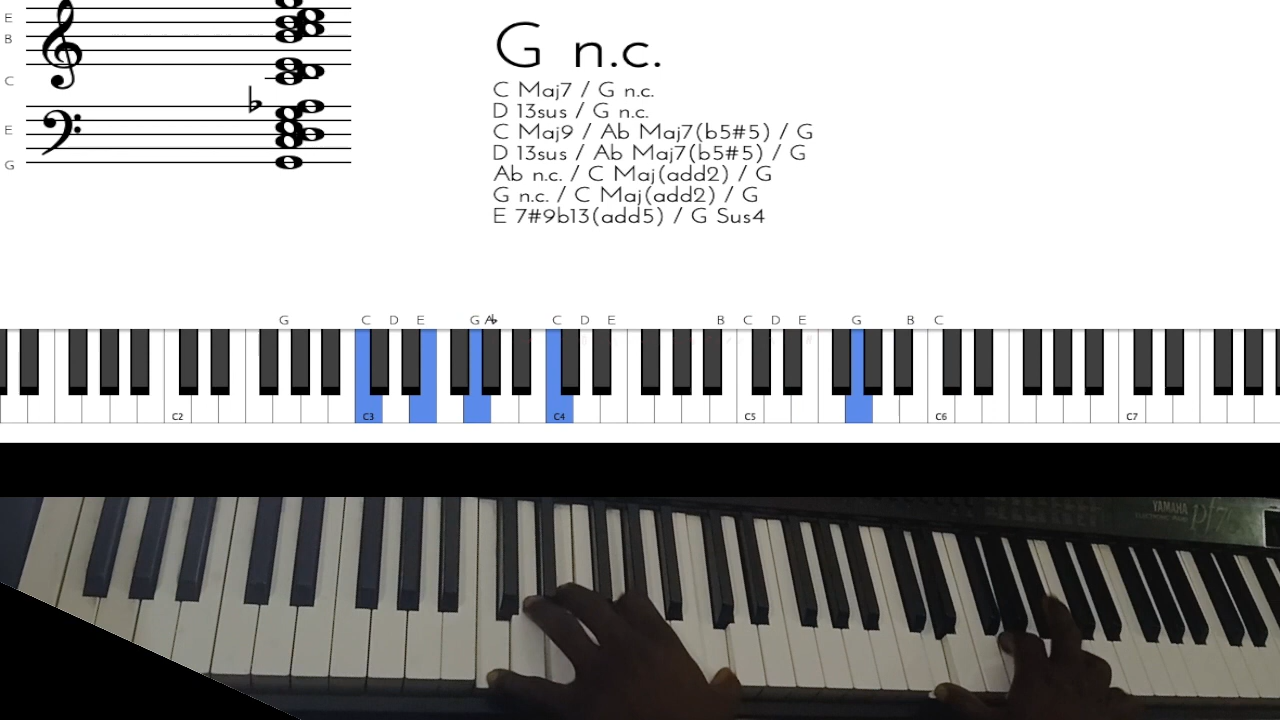 E
B
C
E
G
G n.c.
C Maj7 / G n.c.
D 13sus / G n.c.
C Maj9 / Ab Maj7(b5#5) / G
D 13sus / Ab Maj7(b5#5) / G
Ab n.c. / C Maj(add2) / G
G n.c. / C Maj(add2) / G
E 7#9b13(add5) / G Sus4
G C D E G Ab C D E B C D E G B C
C2 C3 C4 C5 C6 C7
YAMAHA